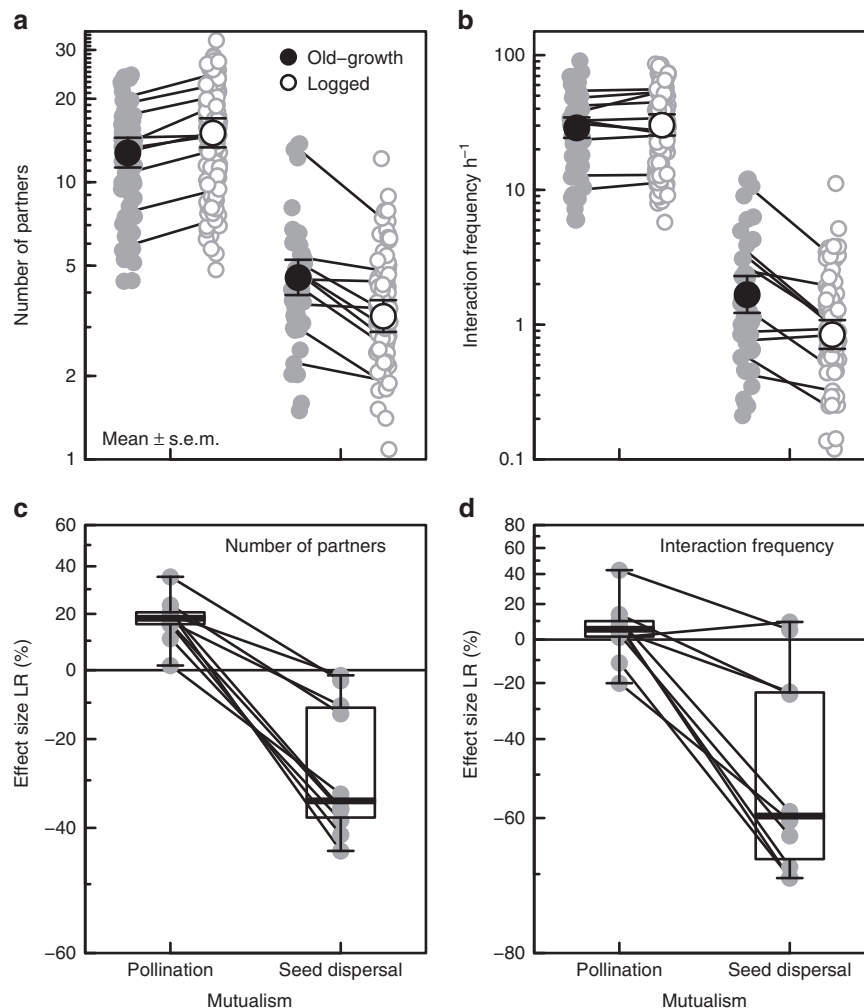 a
30
20
10
5
2
1
Number of partners
Old–growth
Logged
Mean ± s.e.m.
b
100
10
1
0.1
Interaction frequency h⁻¹
c
60
40
20
0
−20
−40
−60
Effect size LR (%)
Number of partners
Pollination
Seed dispersal
Mutualism
d
80
60
40
20
0
−20
−40
−60
−80
Effect size LR (%)
Interaction frequency
Pollination
Seed dispersal
Mutualism